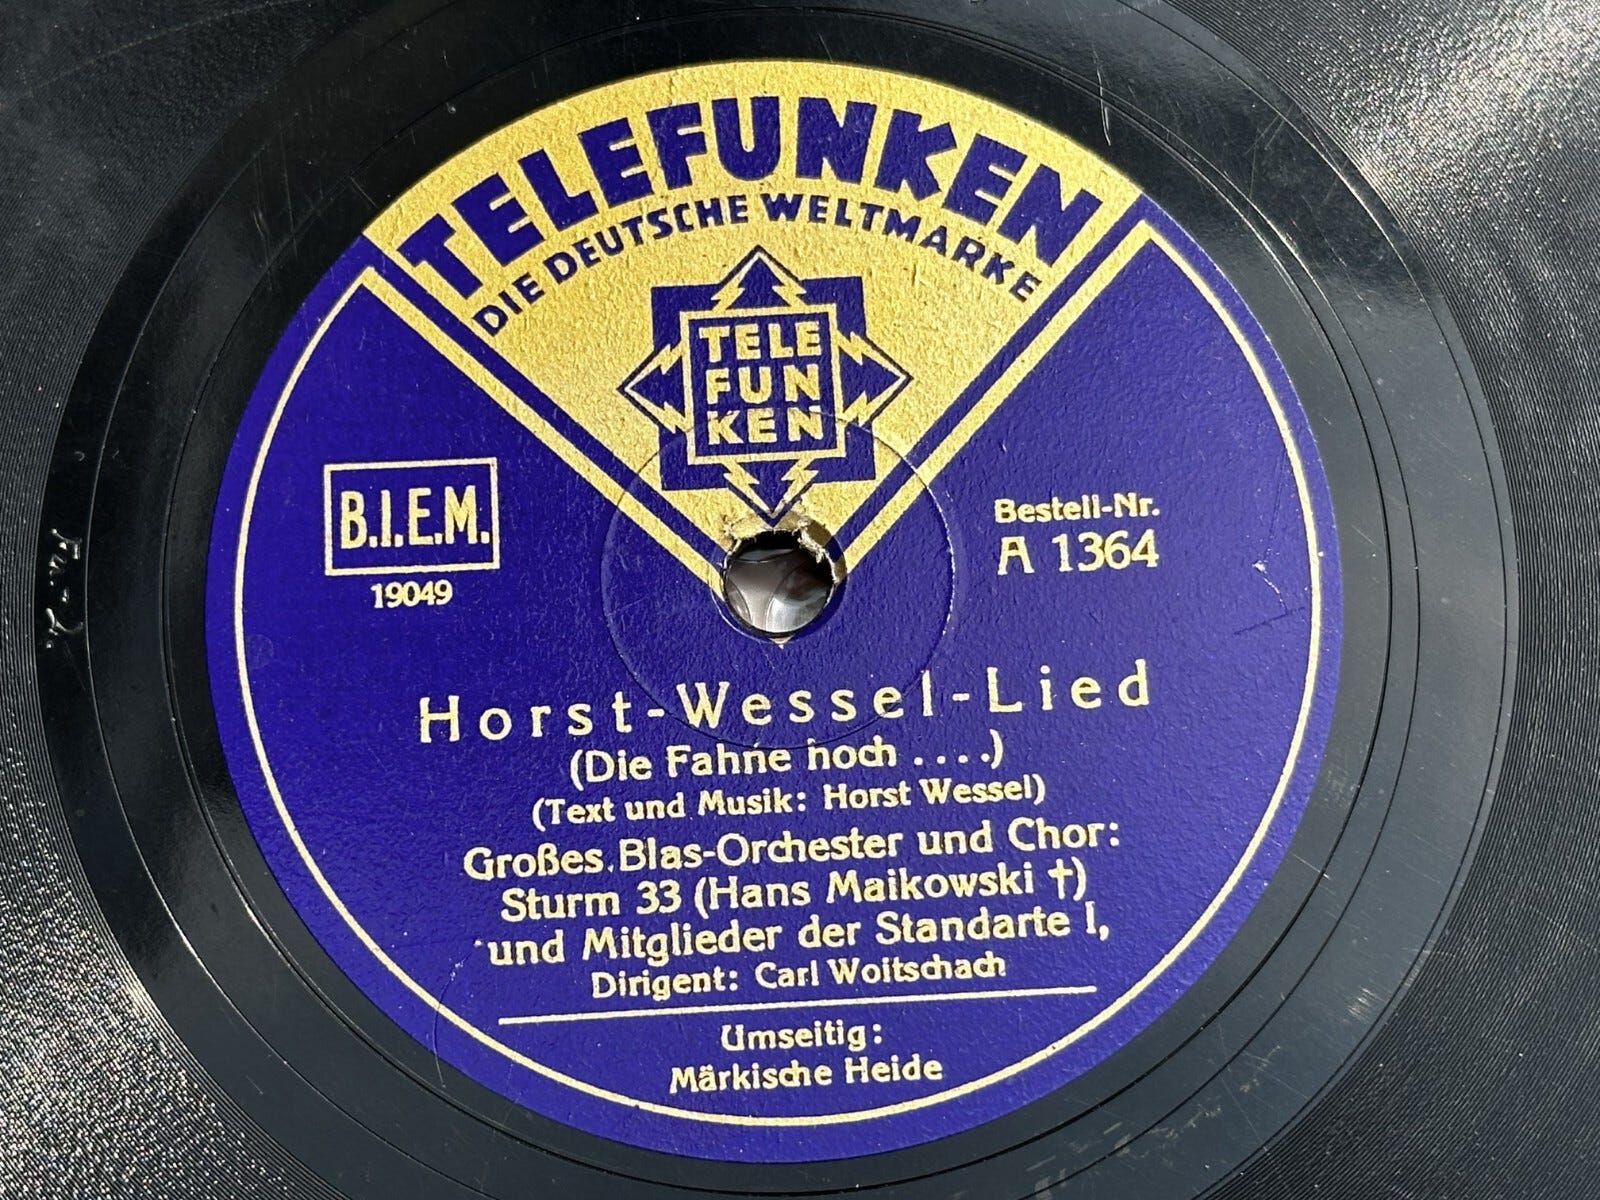 TELEFUNKEN
DIE DEUTSCHE WELTMARKE
TELE
FUN
KEN
B.I.E.M.
19049
Bestell-Nr.
A 1364
Horst-Wessel-Lied
(Die Fahne hoch . . . .)
(Text und Musik: Horst Wessel)
Großes Blas-Orchester und Chor:
Sturm 33 (Hans Maikowski †)
und Mitglieder der Standarte I,
Dirigent: Carl Woitschach
Umseitig:
Märkische Heide